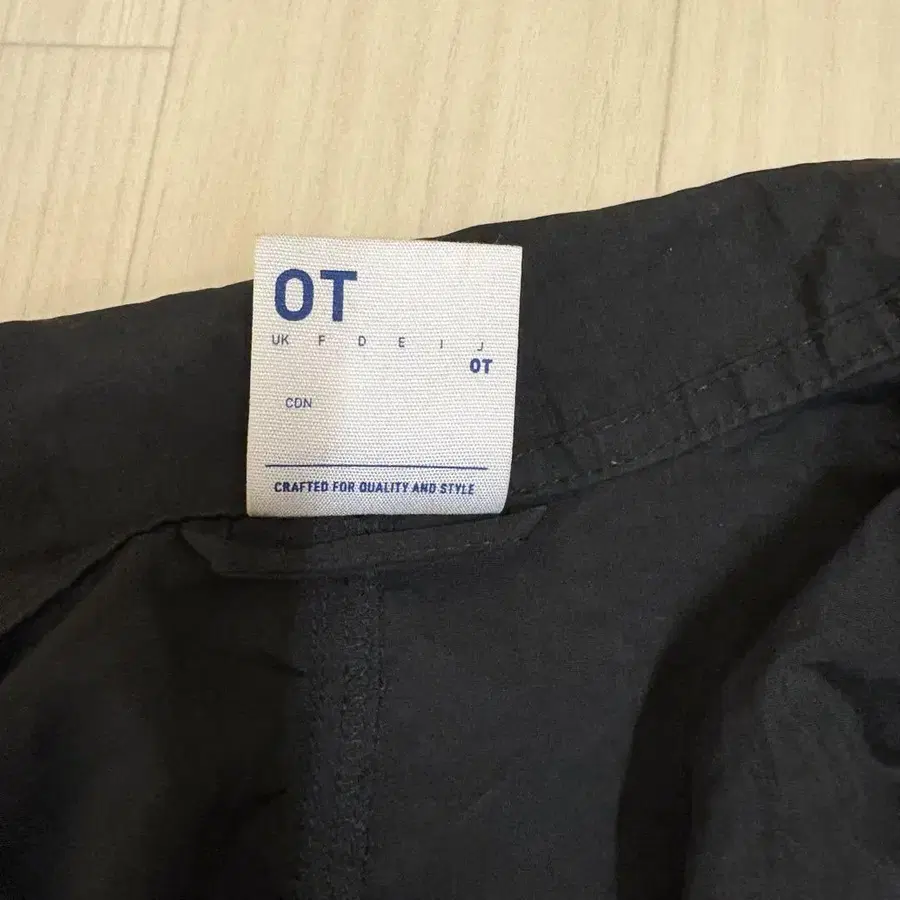 OT
UK F D E I J
OT
CDN
CRAFTED FOR QUALITY AND STYLE